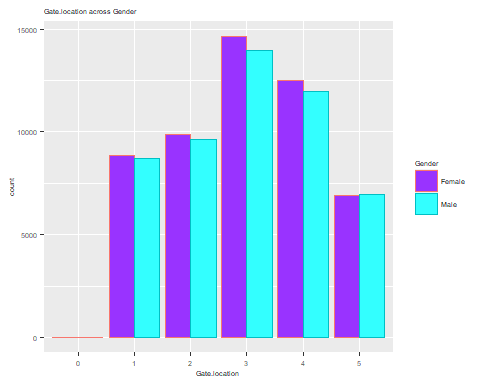 Gate.location across Gender
15000
10000
5000
0
count
0 1 2 3 4 5
Gate.location
Gender
Female
Male